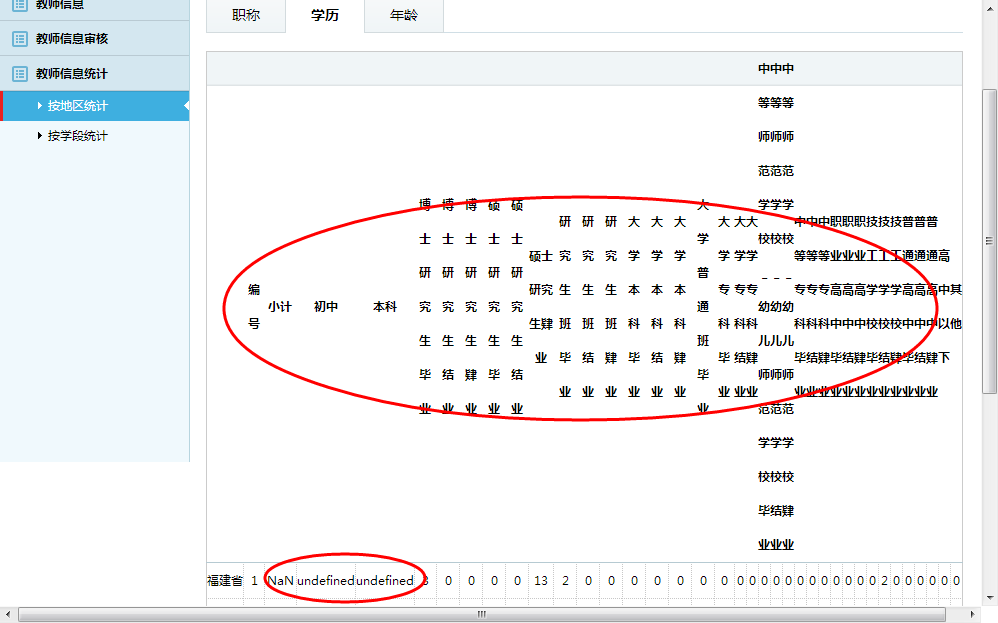 教师信息
教师信息审核
教师信息统计
按地区统计
按学段统计
职称
学历
年龄
编号
小计
初中
本科
博士研究生毕业
博士研究生结业
博士研究生肄业
硕士研究生毕业
硕士研究生结业
硕士研究生肄业
研究生班毕业
研究生班结业
研究生班肄业
大学本科毕业
大学本科结业
大学本科肄业
大学普通班毕业
大学专科毕业
大学专科结业
大学专科肄业
中等师范学校-幼儿师范学校毕业
中等师范学校-幼儿师范学校结业
中等师范学校-幼儿师范学校肄业
中等专科毕业
中等专科结业
中等专科肄业
职业高中毕业
职业高中结业
职业高中肄业
技工学校毕业
技工学校结业
技工学校肄业
普通高中毕业
普通高中结业
普通高中肄业
高中以下
其他
福建省 1 NaN undefined undefined 3 0 0 0 0 13 2 0 0 0 0 0 0 0 0 0 0 0 0 0 0 0 0 0 0 0 2 0 0 0 0 0 0